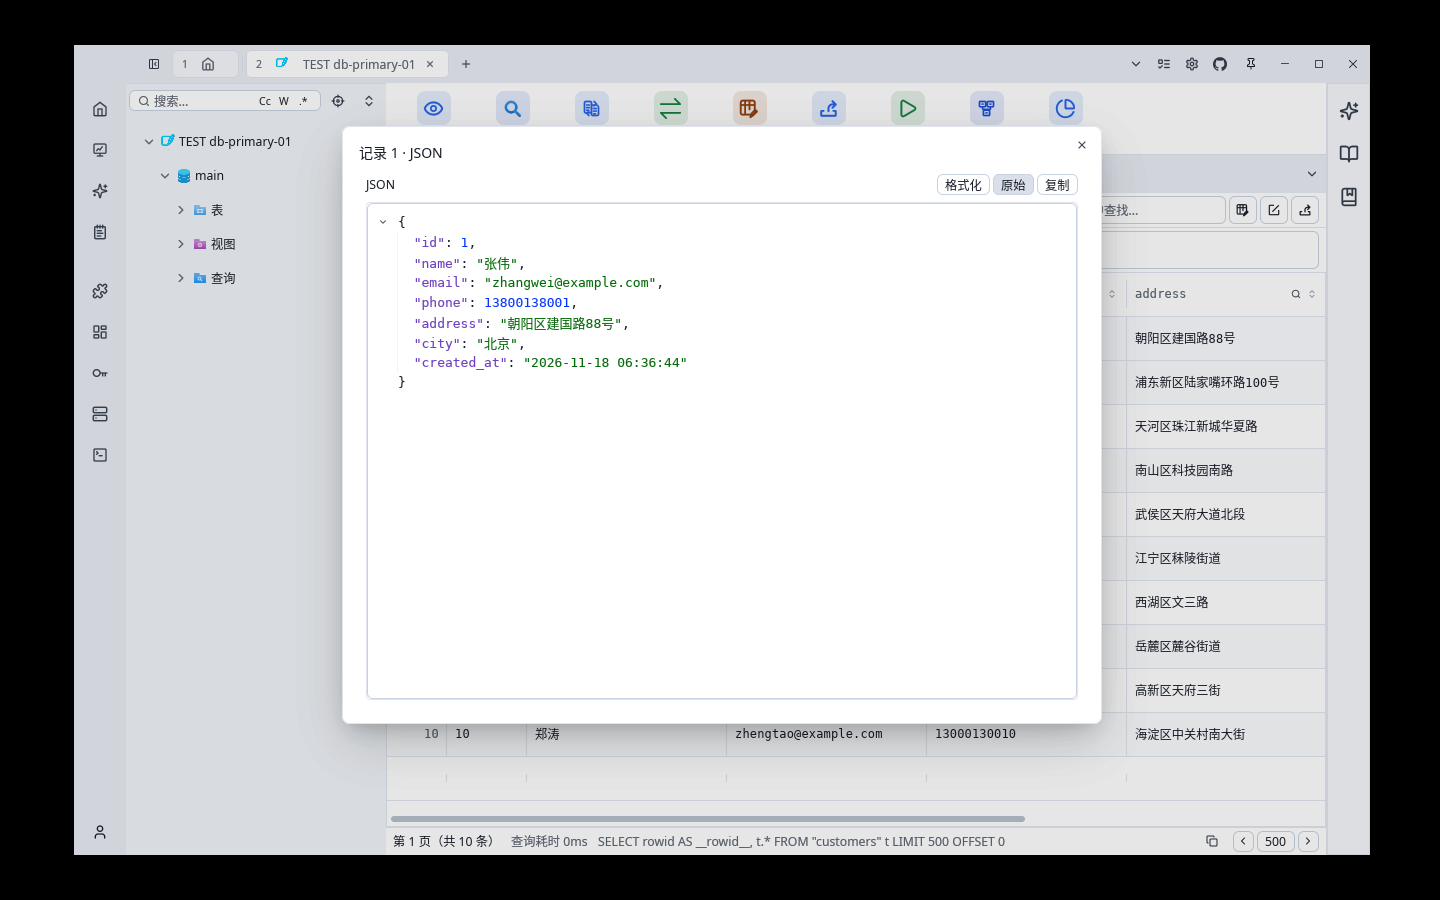 1
2 TEST db-primary-01
搜索... Cc W .*
TEST db-primary-01
main
表
视图
查询
记录 1 · JSON
JSON 格式化 原始 复制
{
"id": 1,
"name": "张伟",
"email": "zhangwei@example.com",
"phone": 13800138001,
"address": "朝阳区建国路88号",
"city": "北京",
"created_at": "2026-11-18 06:36:44"
}
查找...
address
朝阳区建国路88号
浦东新区陆家嘴环路100号
天河区珠江新城华夏路
南山区科技园南路
武侯区天府大道北段
江宁区秣陵街道
西湖区文三路
岳麓区麓谷街道
高新区天府三街
10 10 郑涛 zhengtao@example.com 13000130010 海淀区中关村南大街
第 1 页（共 10 条） 查询耗时 0ms SELECT rowid AS __rowid__, t.* FROM "customers" t LIMIT 500 OFFSET 0 500